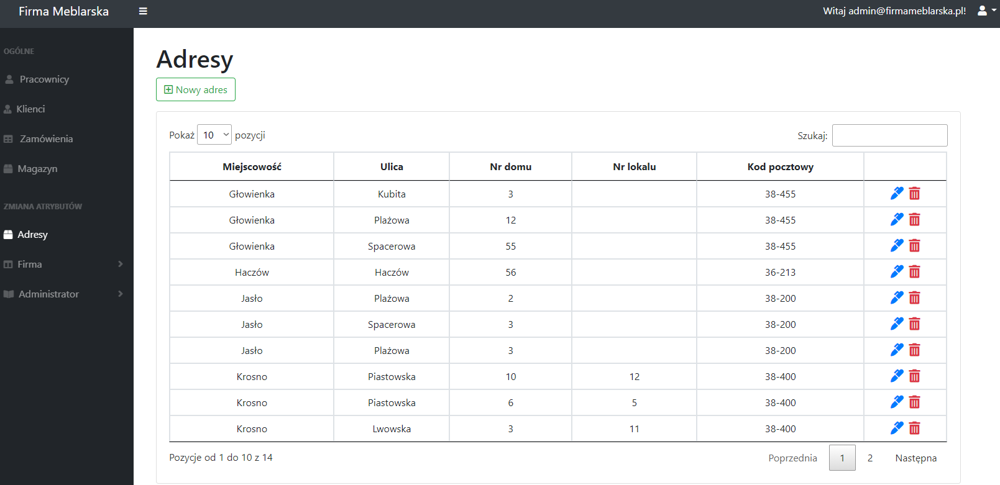 Firma Meblarska
Witaj admin@firmameblarska.pl!
OGÓLNE
Pracownicy
Klienci
Zamówienia
Magazyn
ZMIANA ATRYBUTÓW
Adresy
Firma
Administrator
Adresy
Nowy adres
Pokaż 10 pozycji
Szukaj:
Miejscowość Ulica Nr domu Nr lokalu Kod pocztowy
Głowienka Kubita 3 38-455
Głowienka Plażowa 12 38-455
Głowienka Spacerowa 55 38-455
Haczów Haczów 56 36-213
Jasło Plażowa 2 38-200
Jasło Spacerowa 3 38-200
Jasło Plażowa 3 38-200
Krosno Piastowska 10 12 38-400
Krosno Piastowska 6 5 38-400
Krosno Lwowska 3 11 38-400
Pozycje od 1 do 10 z 14
Poprzednia 1 2 Następna